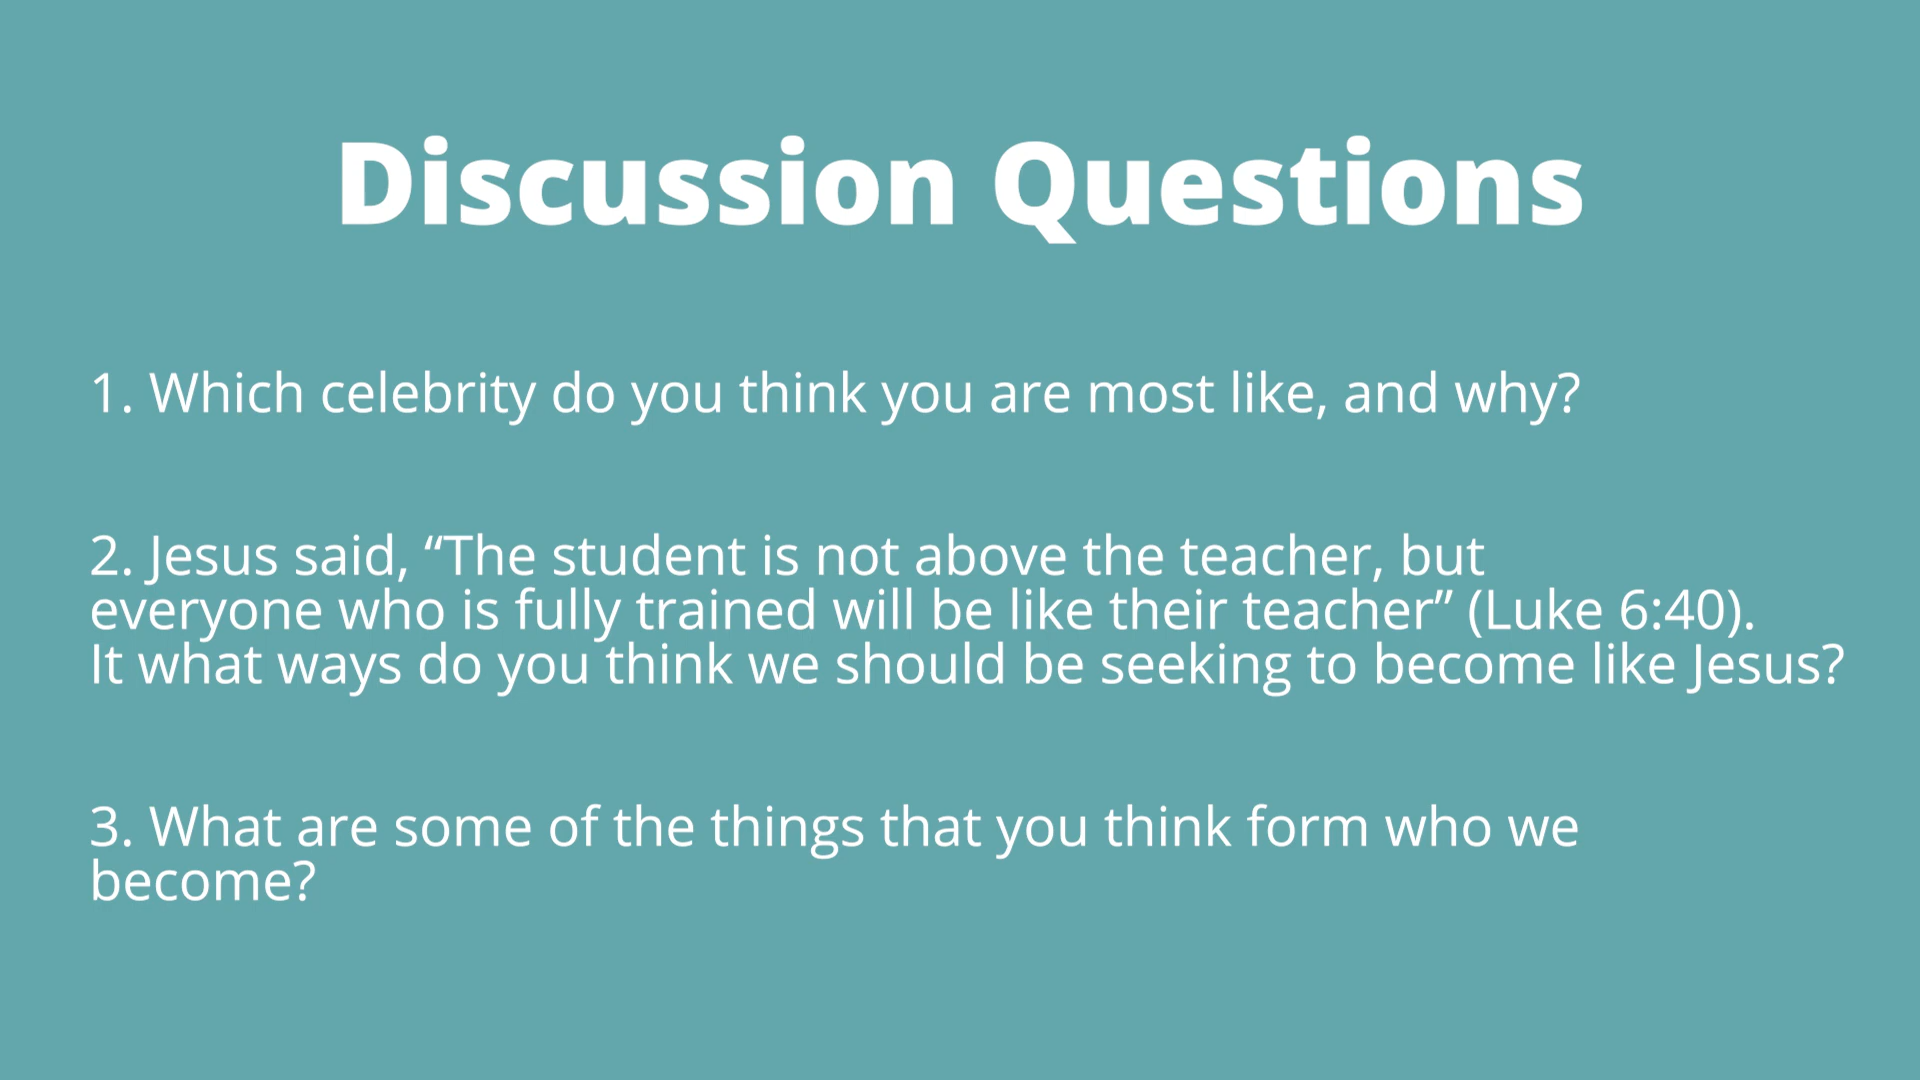 Discussion Questions
1. Which celebrity do you think you are most like, and why?
2. Jesus said, “The student is not above the teacher, but
everyone who is fully trained will be like their teacher” (Luke 6:40).
It what ways do you think we should be seeking to become like Jesus?
3. What are some of the things that you think form who we
become?